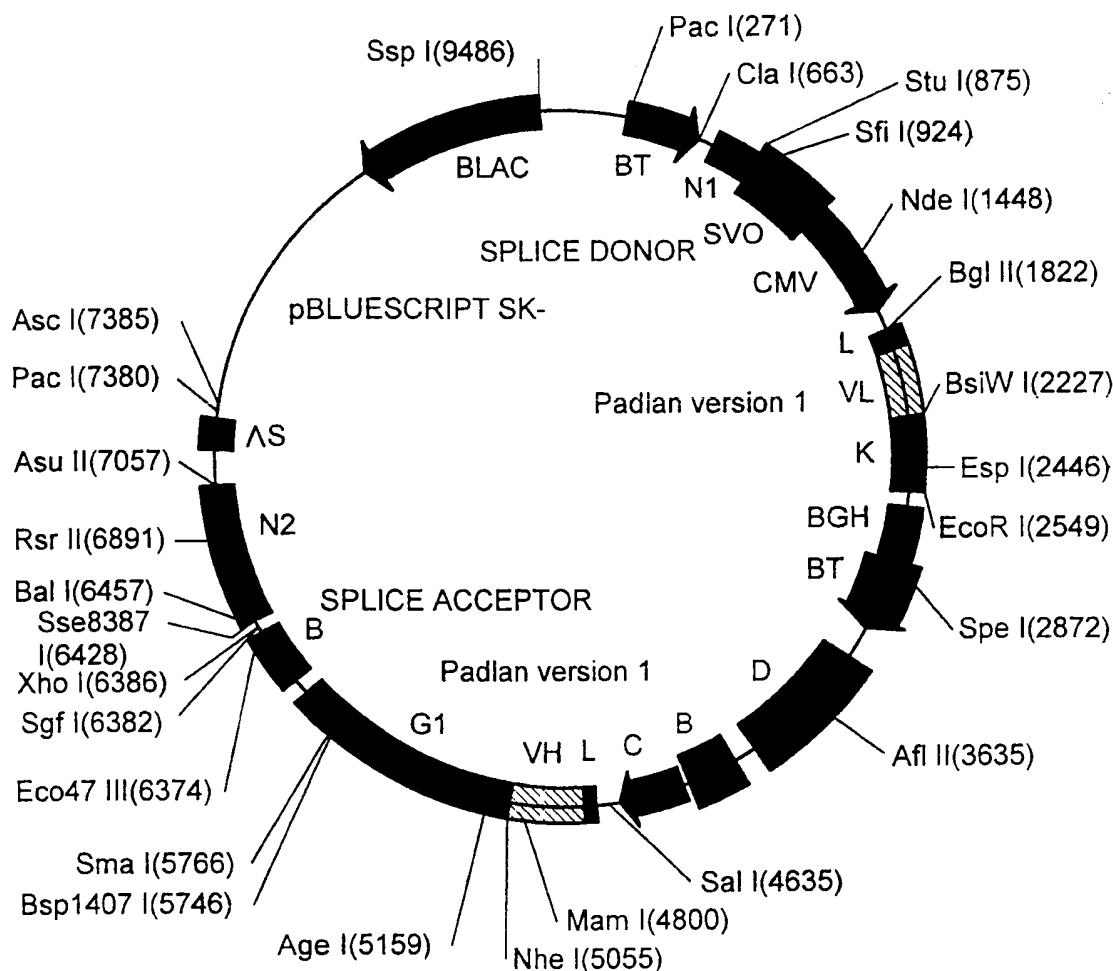 Ssp I(9486)
Pac I(271)
Cla I(663)
Stu I(875)
Sfi I(924)
BLAC
BT
N1
SVO
Nde I(1448)
SPLICE DONOR
CMV
Bgl II(1822)
pBLUESCRIPT SK-
Asc I(7385)
L
Pac I(7380)
VL
BsiW I(2227)
Padlan version 1
ΛS
K
Asu II(7057)
Esp I(2446)
N2
BGH
EcoR I(2549)
Rsr II(6891)
BT
Bal I(6457)
SPLICE ACCEPTOR
Sse8387
I(6428)
B
Spe I(2872)
Xho I(6386)
Padlan version 1
D
Sgf I(6382)
G1
VH
L
C
B
Afl II(3635)
Eco47 III(6374)
Sma I(5766)
Sal I(4635)
Bsp1407 I(5746)
Mam I(4800)
Age I(5159)
Nhe I(5055)